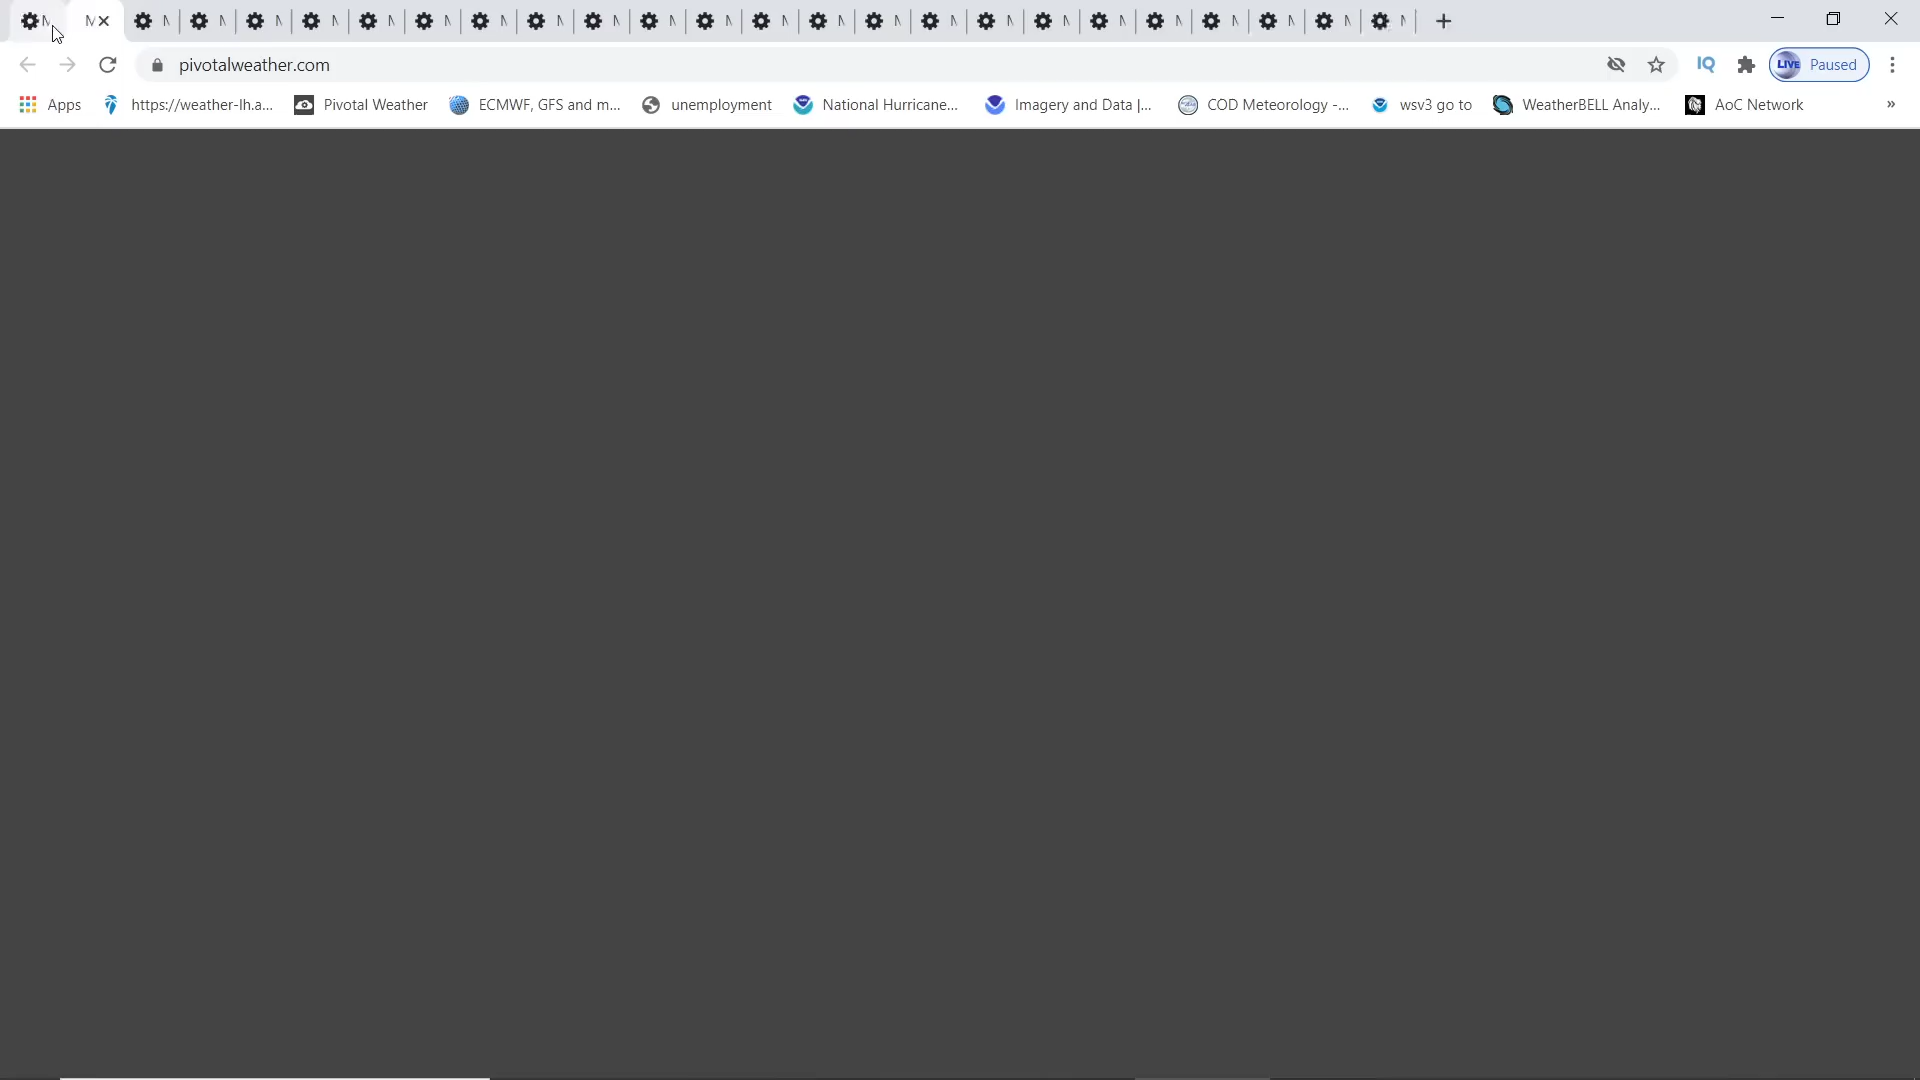 pivotalweather.com
LIVE Paused
Apps https://weather-lh.a... Pivotal Weather ECMWF, GFS and m... unemployment National Hurricane... Imagery and Data |... COD Meteorology -... wsv3 go to WeatherBELL Analy... AoC Network »